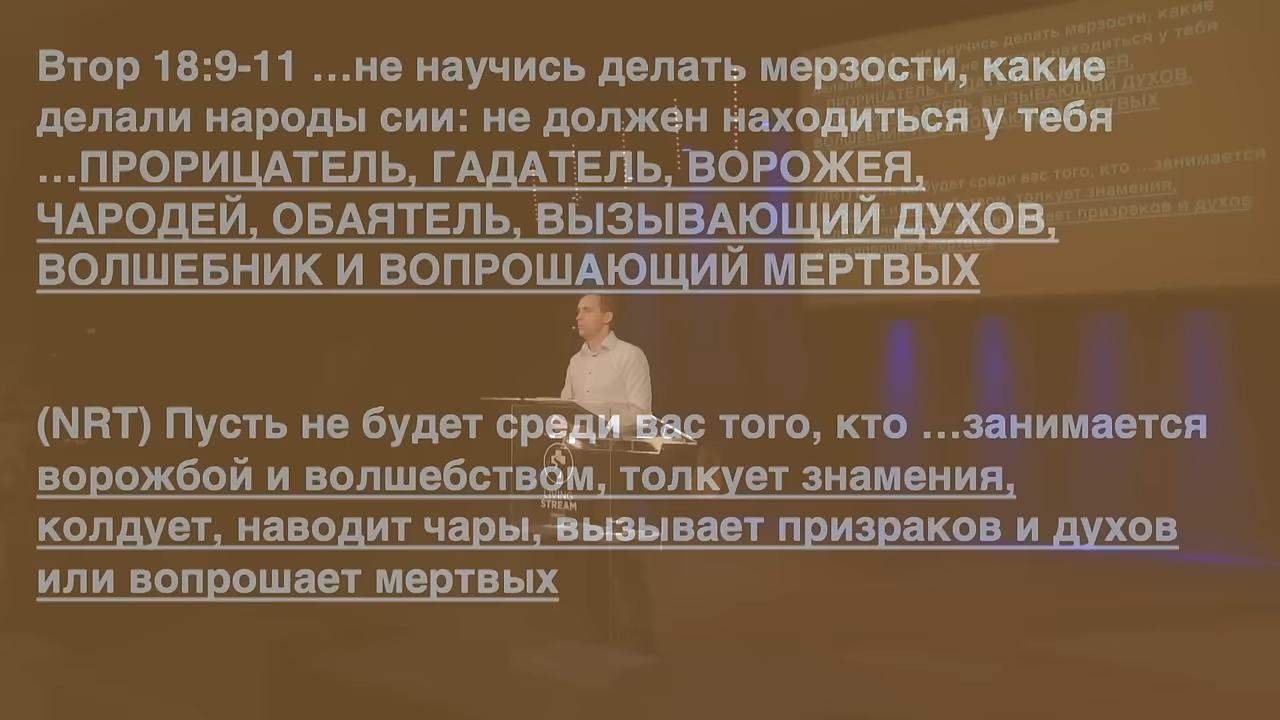 Втор 18:9-11 …не научись делать мерзости, какие
делали народы сии: не должен находиться у тебя
…ПРОРИЦАТЕЛЬ, ГАДАТЕЛЬ, ВОРОЖЕЯ,
ЧАРОДЕЙ, ОБАЯТЕЛЬ, ВЫЗЫВАЮЩИЙ ДУХОВ,
ВОЛШЕБНИК И ВОПРОШАЮЩИЙ МЕРТВЫХ
(NRT) Пусть не будет среди вас того, кто …занимается
ворожбой и волшебством, толкует знамения,
колдует, наводит чары, вызывает призраков и духов
или вопрошает мертвых
LIVING
STREAM